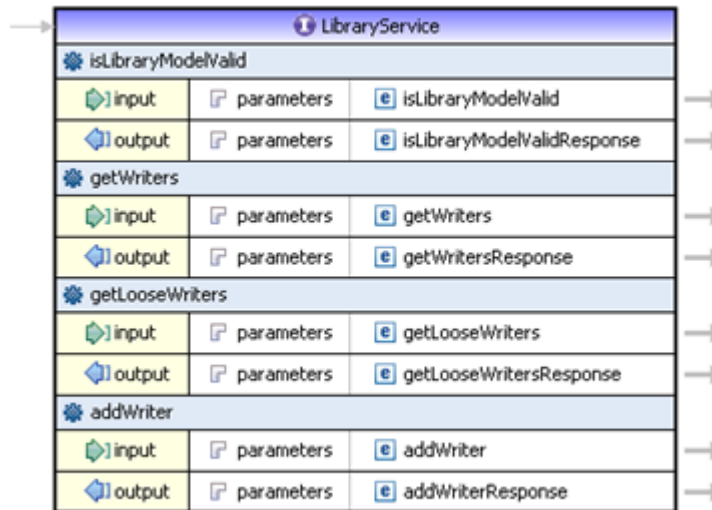 LibraryService
isLibraryModelValid
input parameters e isLibraryModelValid
output parameters e isLibraryModelValidResponse
getWriters
input parameters e getWriters
output parameters e getWritersResponse
getLooseWriters
input parameters e getLooseWriters
output parameters e getLooseWritersResponse
addWriter
input parameters e addWriter
output parameters e addWriterResponse